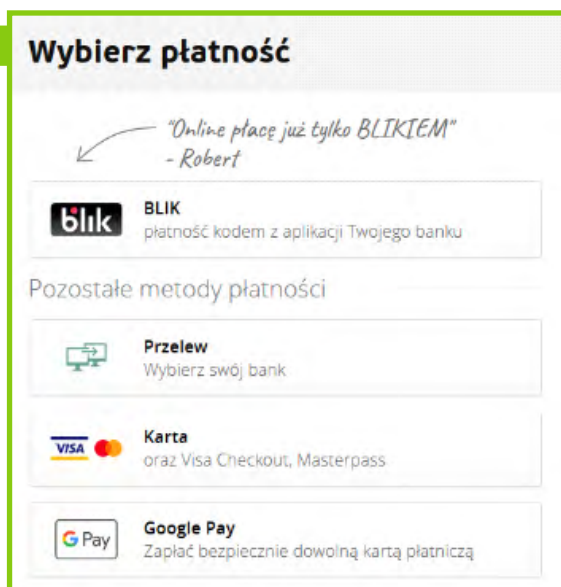 Wybierz płatność
"Online płacę już tylko BLIKIEM"
- Robert
blik
BLIK
płatność kodem z aplikacji Twojego banku
Pozostałe metody płatności
Przelew
Wybierz swój bank
VISA
Karta
oraz Visa Checkout, Masterpass
G Pay
Google Pay
Zapłać bezpiecznie dowolną kartą płatniczą